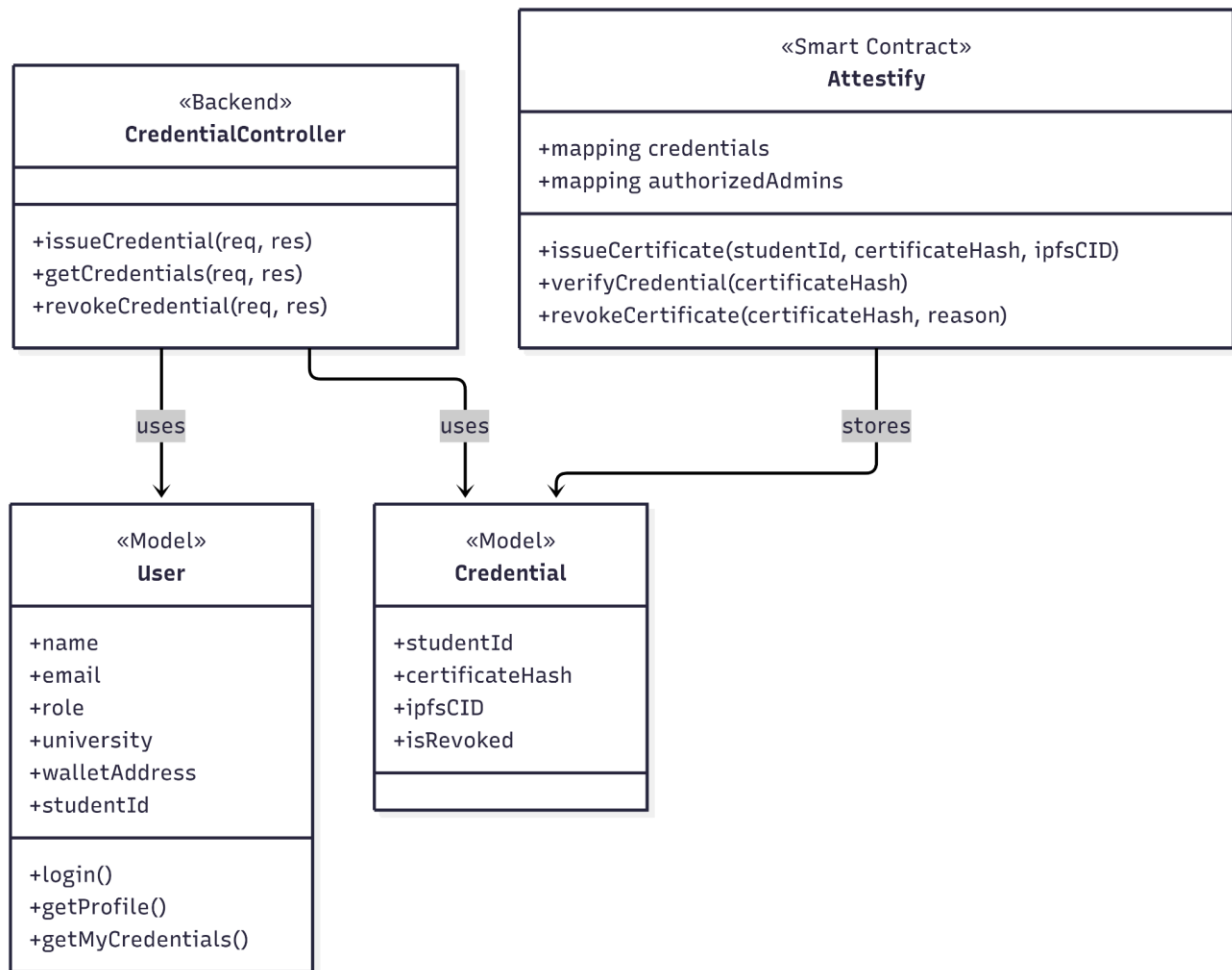 «Backend»
CredentialController
+issueCredential(req, res)
+getCredentials(req, res)
+revokeCredential(req, res)
«Smart Contract»
Attestify
+mapping credentials
+mapping authorizedAdmins
+issueCertificate(studentId, certificateHash, ipfsCID)
+verifyCredential(certificateHash)
+revokeCertificate(certificateHash, reason)
uses
uses
stores
«Model»
User
+name
+email
+role
+university
+walletAddress
+studentId
+login()
+getProfile()
+getMyCredentials()
«Model»
Credential
+studentId
+certificateHash
+ipfsCID
+isRevoked